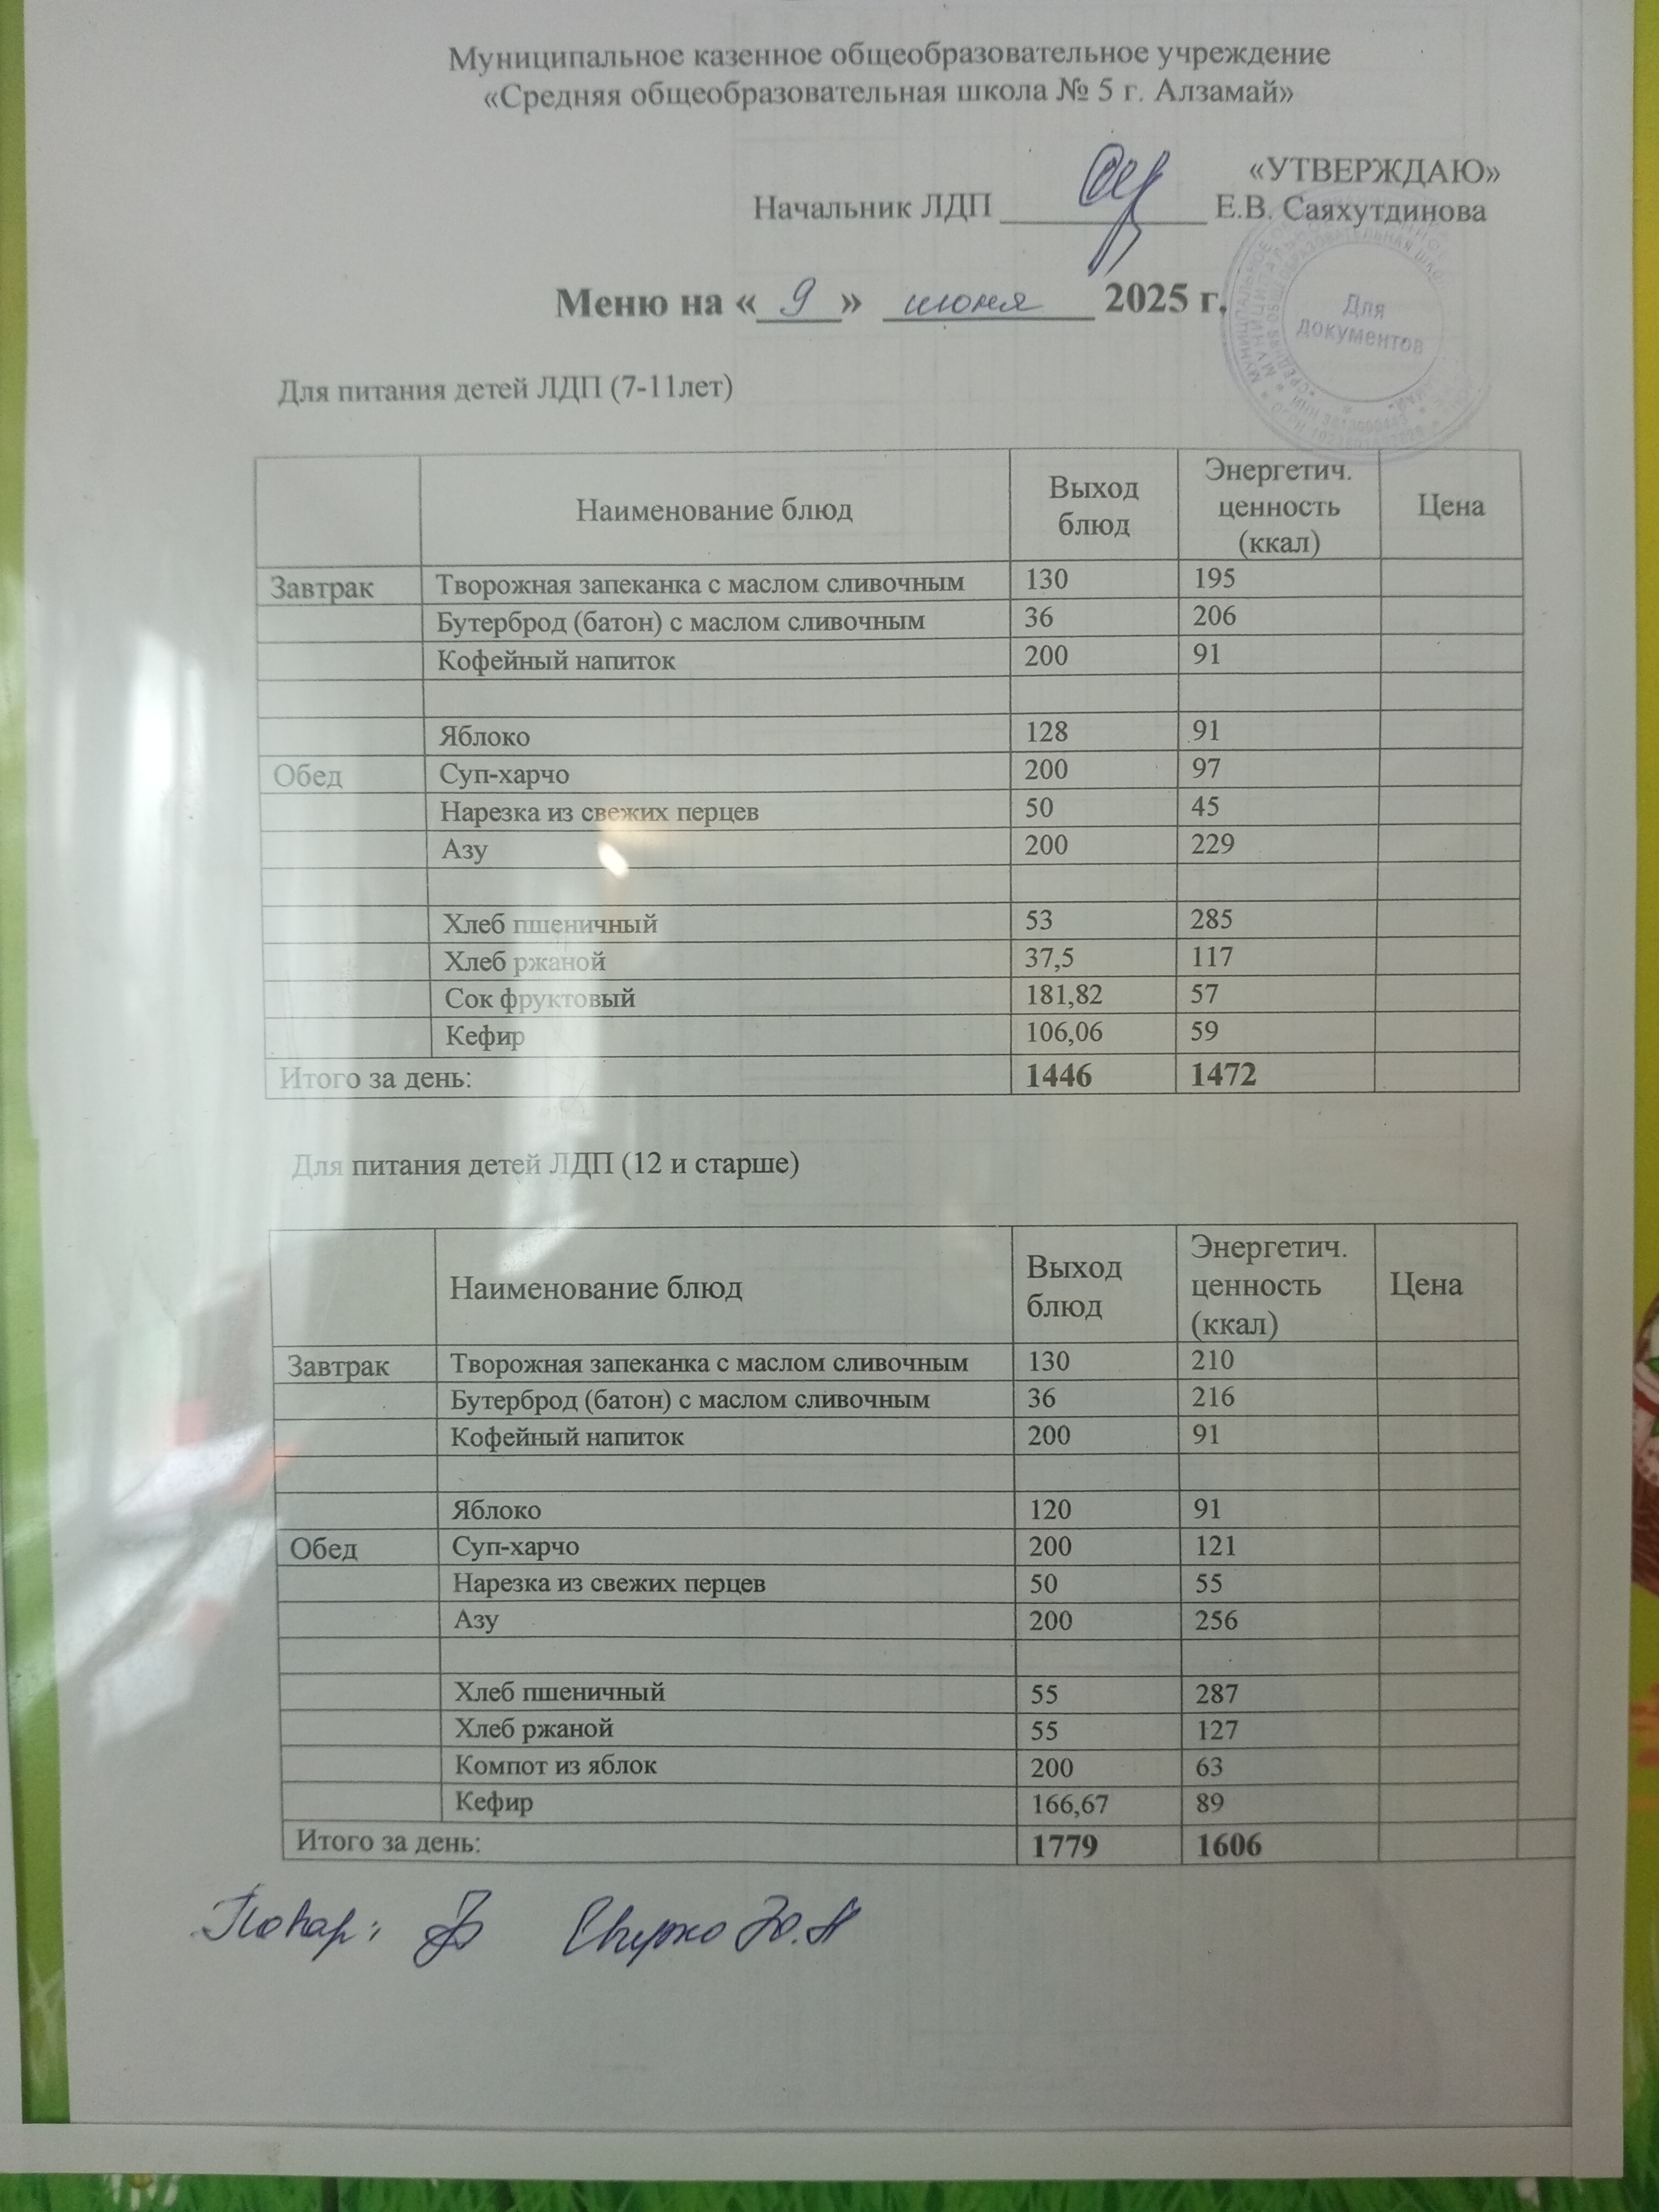 Муниципальное казенное общеобразовательное учреждение
«Средняя общеобразовательная школа № 5 г. Алзамай»
«УТВЕРЖДАЮ»
Начальник ЛДП ____________ Е.В. Саяхутдинова
Меню на « 9 » июня 2025 г.
Для документов
Для питания детей ЛДП (7-11лет)
Наименование блюд Выход блюд Энергетич. ценность (ккал) Цена
Завтрак Творожная запеканка с маслом сливочным 130 195
Бутерброд (батон) с маслом сливочным 36 206
Кофейный напиток 200 91
Яблоко 128 91
Обед Суп-харчо 200 97
Нарезка из свежих перцев 50 45
Азу 200 229
Хлеб пшеничный 53 285
Хлеб ржаной 37,5 117
Сок фруктовый 181,82 57
Кефир 106,06 59
Итого за день: 1446 1472
Для питания детей ЛДП (12 и старше)
Наименование блюд Выход блюд Энергетич. ценность (ккал) Цена
Завтрак Творожная запеканка с маслом сливочным 130 210
Бутерброд (батон) с маслом сливочным 36 216
Кофейный напиток 200 91
Яблоко 120 91
Обед Суп-харчо 200 121
Нарезка из свежих перцев 50 55
Азу 200 256
Хлеб пшеничный 55 287
Хлеб ржаной 55 127
Компот из яблок 200 63
Кефир 166,67 89
Итого за день: 1779 1606
Повар: